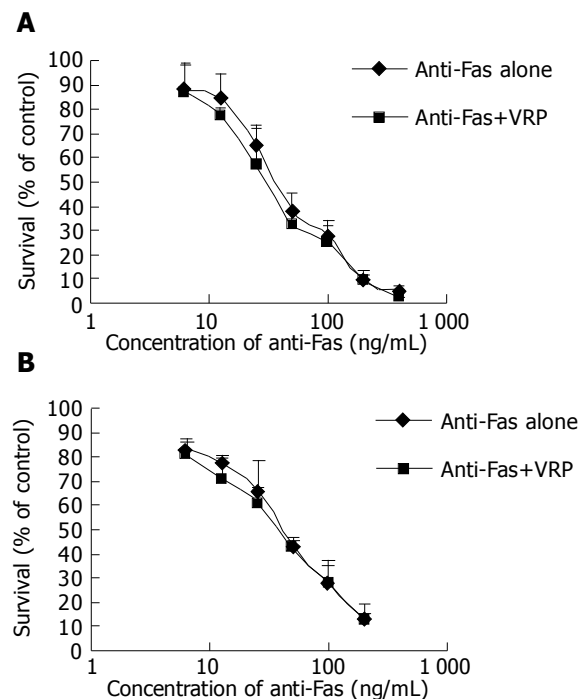 A
Survival (% of control)
100
90
80
70
60
50
40
30
20
10
0
Anti-Fas alone
Anti-Fas+VRP
1 10 100 1 000
Concentration of anti-Fas (ng/mL)
B
Survival (% of control)
100
90
80
70
60
50
40
30
20
10
0
Anti-Fas alone
Anti-Fas+VRP
1 10 100 1 000
Concentration of anti-Fas (ng/mL)